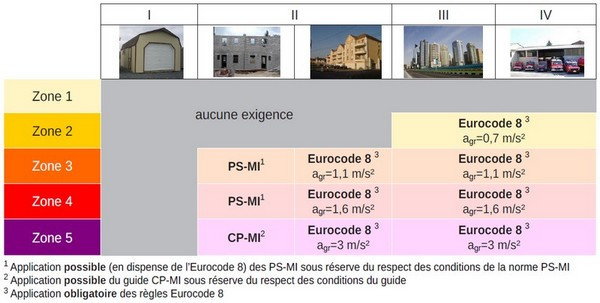 I II III IV
Zone 1
aucune exigence
Zone 2 Eurocode 8 ³
agr=0,7 m/s²
Zone 3 PS-MI¹ Eurocode 8 ³ Eurocode 8 ³
agr=1,1 m/s² agr=1,1 m/s²
Zone 4 PS-MI¹ Eurocode 8 ³ Eurocode 8 ³
agr=1,6 m/s² agr=1,6 m/s²
Zone 5 CP-MI² Eurocode 8 ³ Eurocode 8 ³
agr=3 m/s² agr=3 m/s²
¹ Application possible (en dispense de l'Eurocode 8) des PS-MI sous réserve du respect des conditions de la norme PS-MI
² Application possible du guide CP-MI sous réserve du respect des conditions du guide
³ Application obligatoire des règles Eurocode 8